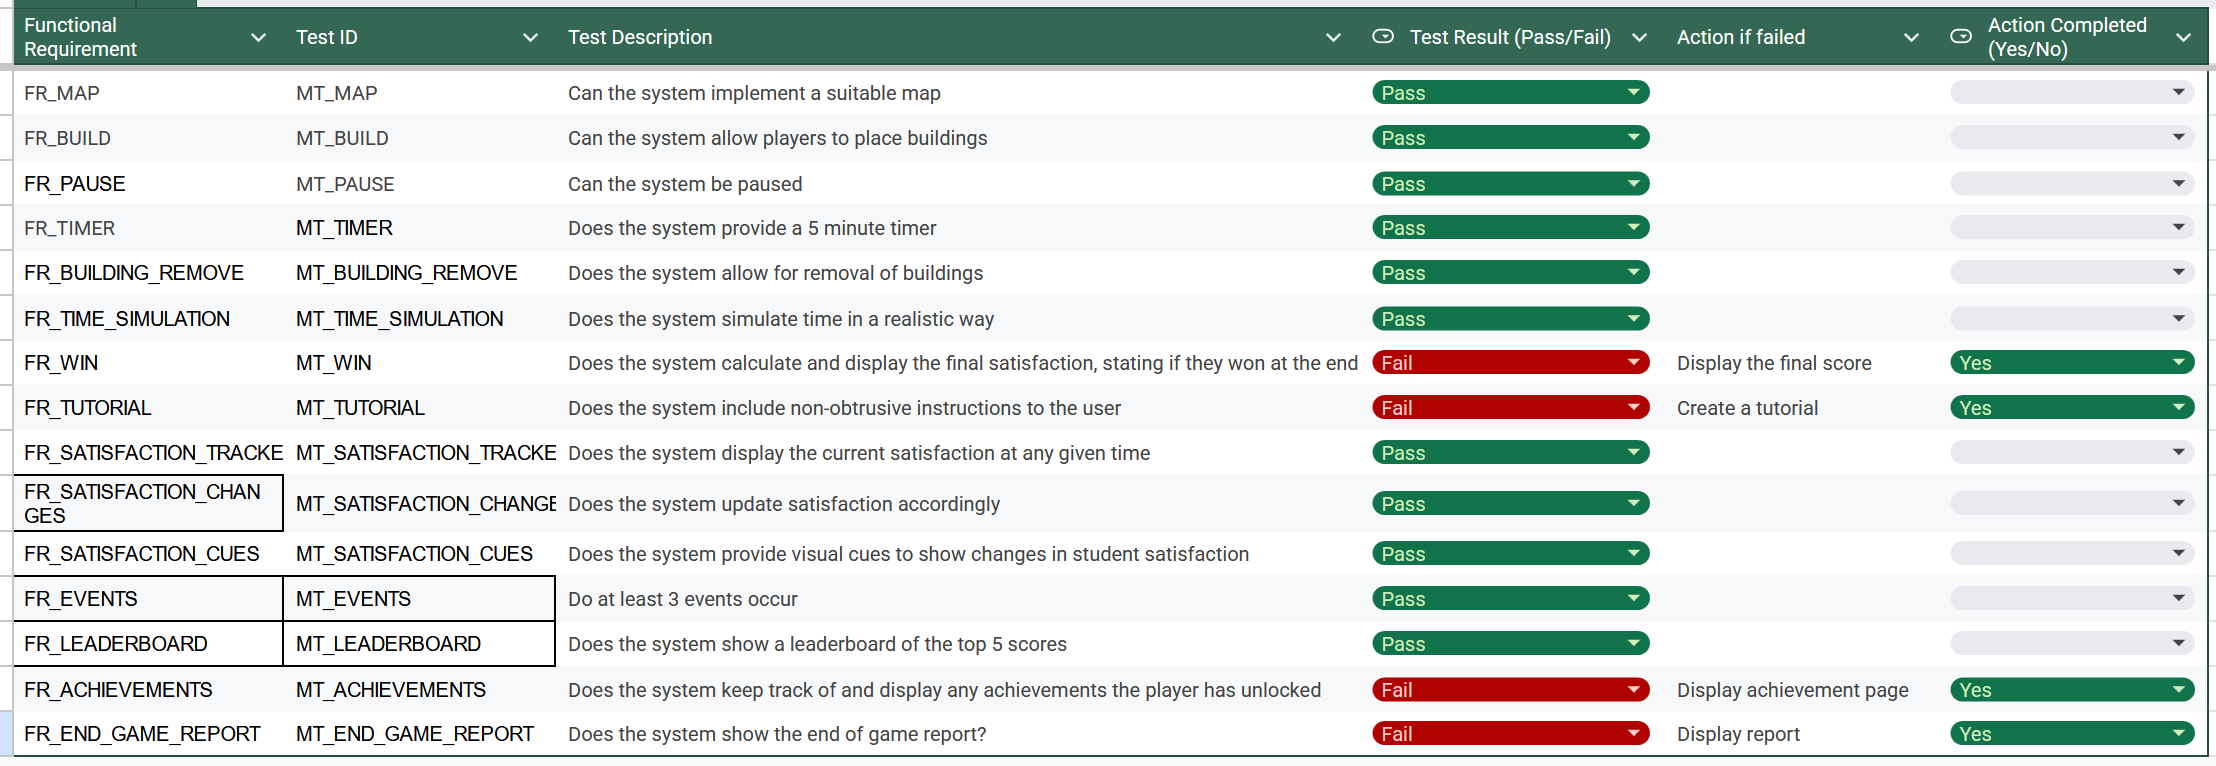 Functional Requirement Test ID Test Description Test Result (Pass/Fail) Action if failed Action Completed (Yes/No)
FR_MAP MT_MAP Can the system implement a suitable map Pass
FR_BUILD MT_BUILD Can the system allow players to place buildings Pass
FR_PAUSE MT_PAUSE Can the system be paused Pass
FR_TIMER MT_TIMER Does the system provide a 5 minute timer Pass
FR_BUILDING_REMOVE MT_BUILDING_REMOVE Does the system allow for removal of buildings Pass
FR_TIME_SIMULATION MT_TIME_SIMULATION Does the system simulate time in a realistic way Pass
FR_WIN MT_WIN Does the system calculate and display the final satisfaction, stating if they won at the end Fail Display the final score Yes
FR_TUTORIAL MT_TUTORIAL Does the system include non-obtrusive instructions to the user Fail Create a tutorial Yes
FR_SATISFACTION_TRACKE MT_SATISFACTION_TRACKE Does the system display the current satisfaction at any given time Pass
FR_SATISFACTION_CHANGES MT_SATISFACTION_CHANGE Does the system update satisfaction accordingly Pass
FR_SATISFACTION_CUES MT_SATISFACTION_CUES Does the system provide visual cues to show changes in student satisfaction Pass
FR_EVENTS MT_EVENTS Do at least 3 events occur Pass
FR_LEADERBOARD MT_LEADERBOARD Does the system show a leaderboard of the top 5 scores Pass
FR_ACHIEVEMENTS MT_ACHIEVEMENTS Does the system keep track of and display any achievements the player has unlocked Fail Display achievement page Yes
FR_END_GAME_REPORT MT_END_GAME_REPORT Does the system show the end of game report? Fail Display report Yes